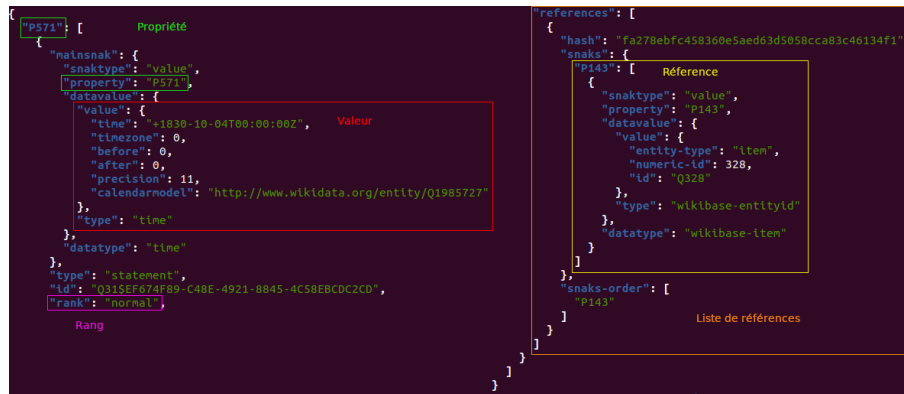 {
"P571": [ Propriété
{
"mainsnak": {
"snaktype": "value",
"property": "P571",
"datavalue": {
"value": {
"time": "+1830-10-04T00:00:00Z", Valeur
"timezone": 0,
"before": 0,
"after": 0,
"precision": 11,
"calendarmodel": "http://www.wikidata.org/entity/Q1985727"
},
"type": "time"
},
"datatype": "time"
},
"type": "statement",
"id": "Q31$EF674F89-C48E-4921-8845-4C58EBCDC2CD",
"rank": "normal",
Rang
"references": [
{
"hash": "fa278ebfc458360e5aed63d5058cca83c46134f1"
"snaks": {
"P143": [ Réference
{
"snaktype": "value",
"property": "P143",
"datavalue": {
"value": {
"entity-type": "item",
"numeric-id": 328,
"id": "Q328"
},
"type": "wikibase-entityid"
},
"datatype": "wikibase-item"
}
]
},
"snaks-order": [
"P143"
] Liste de références
}
]
}
]
}